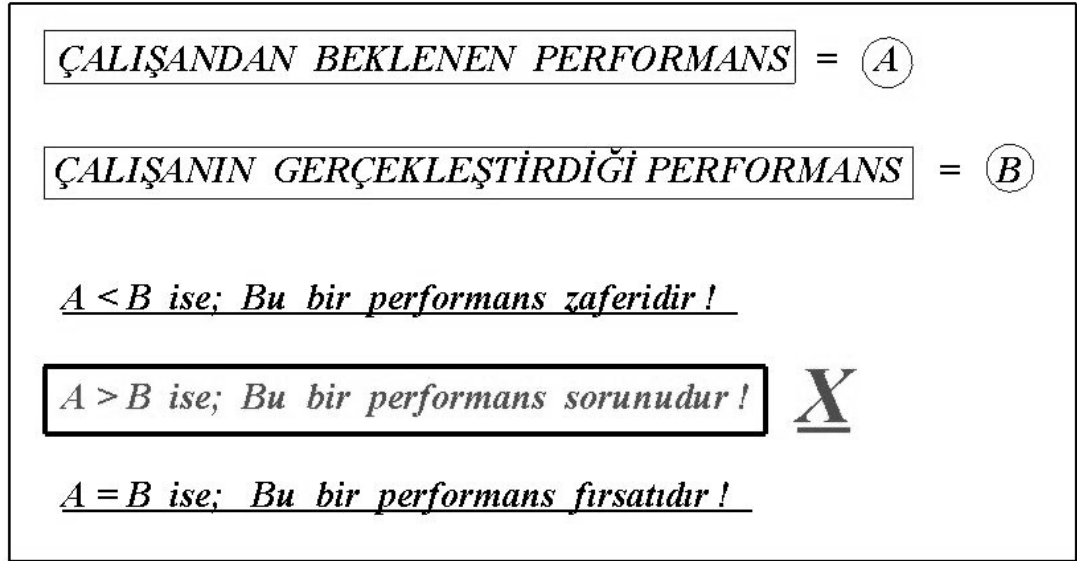 ÇALIŞANDAN BEKLENEN PERFORMANS = A
ÇALIŞANIN GERÇEKLEŞTİRDİĞİ PERFORMANS = B
A < B ise; Bu bir performans zaferidir !
A > B ise; Bu bir performans sorunudur ! X
A = B ise; Bu bir performans fırsatıdır !